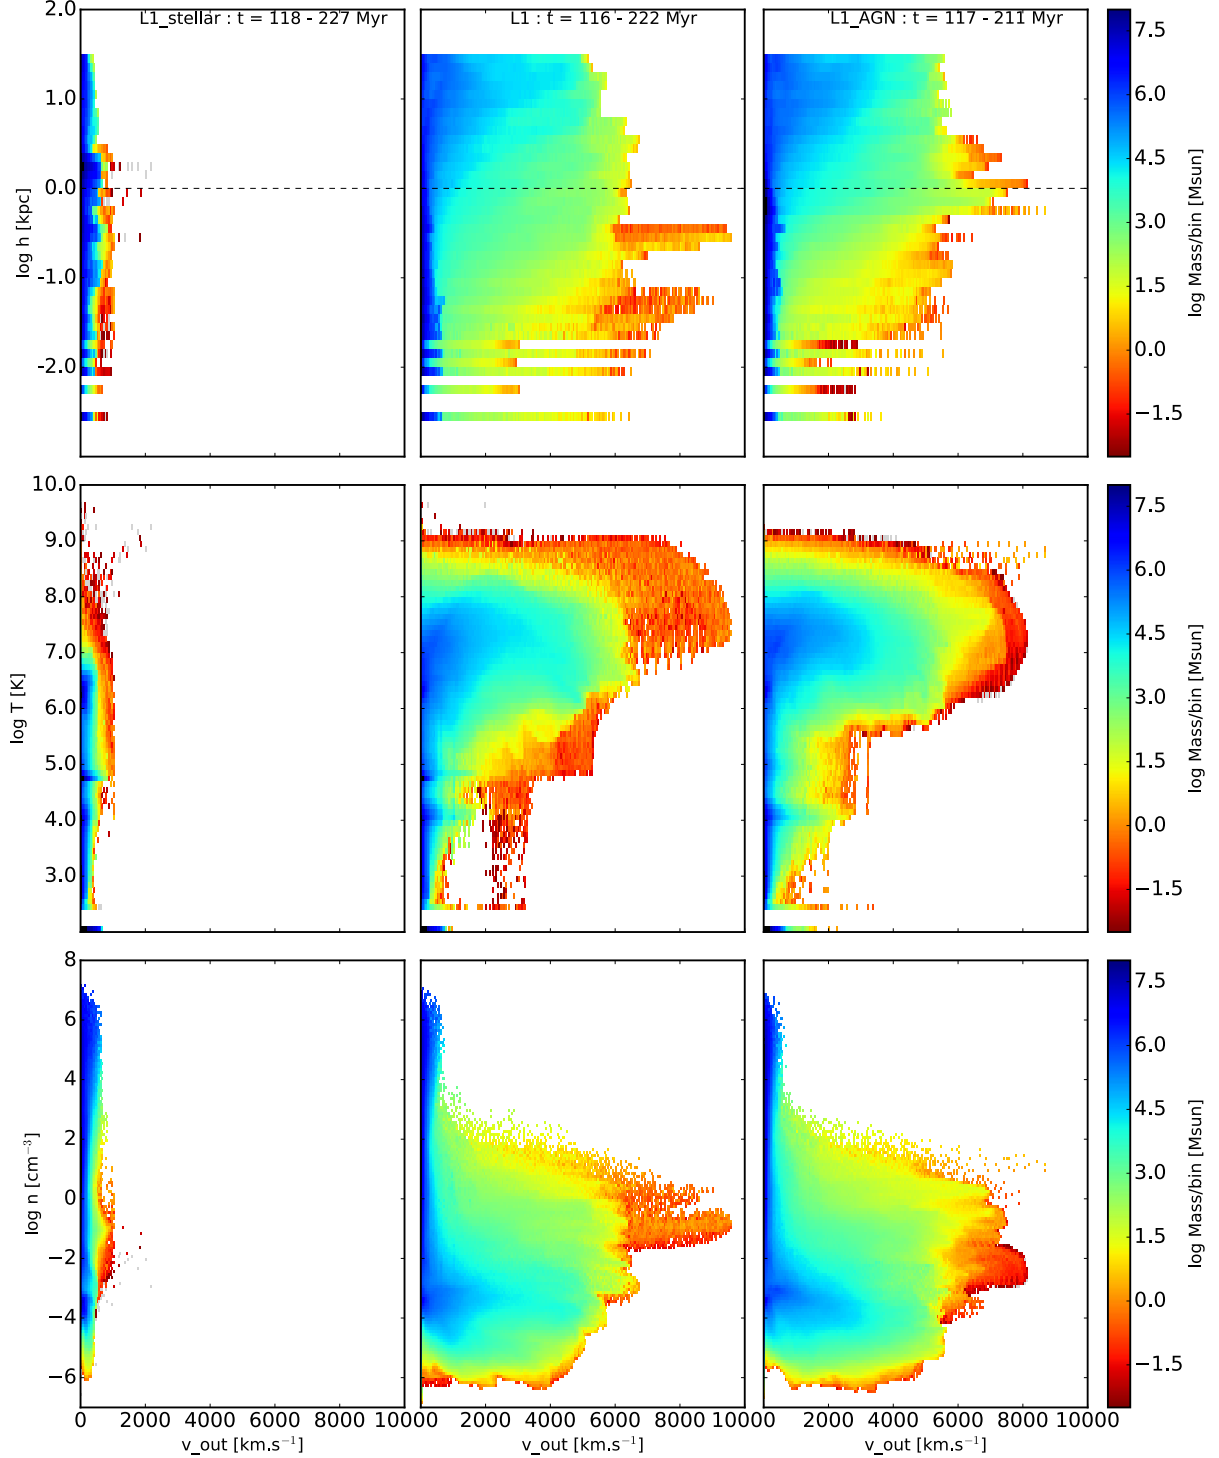 L1_stellar : t = 118 - 227 Myr
L1 : t = 116 - 222 Myr
L1_AGN : t = 117 - 211 Myr
2.0
1.0
0.0
-1.0
-2.0
log h [kpc]
7.5
6.0
4.5
3.0
1.5
0.0
−1.5
log Mass/bin [Msun]
10.0
9.0
8.0
7.0
6.0
5.0
4.0
3.0
log T [K]
7.5
6.0
4.5
3.0
1.5
0.0
−1.5
log Mass/bin [Msun]
8
6
4
2
0
−2
−4
−6
log n [cm⁻³]
7.5
6.0
4.5
3.0
1.5
0.0
−1.5
log Mass/bin [Msun]
0 2000 4000 6000 8000 10000
0 2000 4000 6000 8000 10000
0 2000 4000 6000 8000 10000
v_out [km.s⁻¹]
v_out [km.s⁻¹]
v_out [km.s⁻¹]